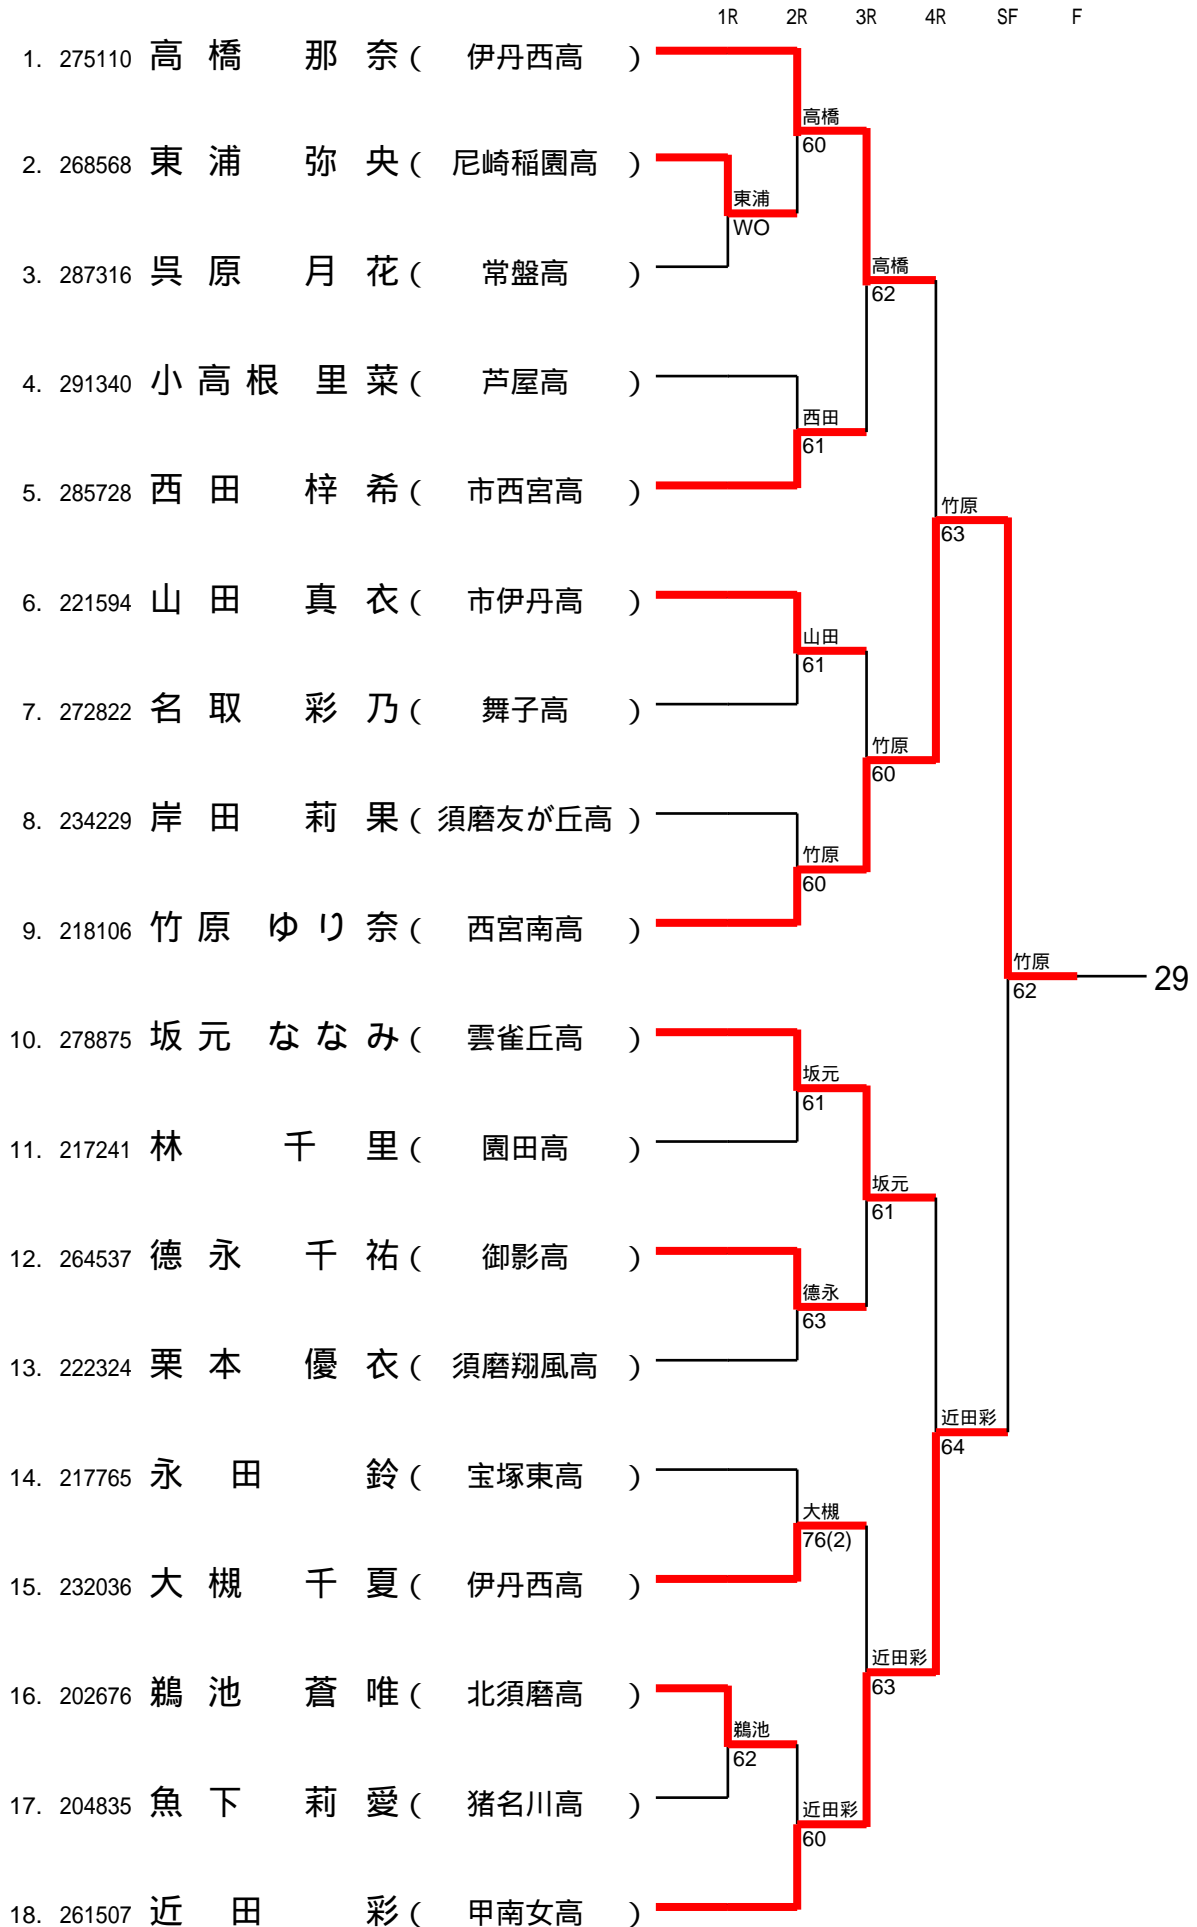 1R 2R 3R 4R SF F
1. 275110 高橋 那奈 ( 伊丹西高 )
高橋
60
2. 268568 東浦 弥央 ( 尼崎稲園高 )
東浦
WO
3. 287316 呉原 月花 ( 常盤高 )
高橋
62
4. 291340 小高根 里菜 ( 芦屋高 )
西田
61
5. 285728 西田 梓希 ( 市西宮高 )
竹原
63
6. 221594 山田 真衣 ( 市伊丹高 )
山田
61
7. 272822 名取 彩乃 ( 舞子高 )
竹原
60
8. 234229 岸田 莉果 ( 須磨友が丘高 )
竹原
60
9. 218106 竹原 ゆり奈 ( 西宮南高 )
竹原
62
29
10. 278875 坂元 ななみ ( 雲雀丘高 )
坂元
61
11. 217241 林 千里 ( 園田高 )
坂元
61
12. 264537 德永 千祐 ( 御影高 )
德永
63
13. 222324 栗本 優衣 ( 須磨翔風高 )
近田彩
64
14. 217765 永田 鈴 ( 宝塚東高 )
大槻
76(2)
15. 232036 大槻 千夏 ( 伊丹西高 )
近田彩
63
16. 202676 鵜池 蒼唯 ( 北須磨高 )
鵜池
62
17. 204835 魚下 莉愛 ( 猪名川高 )
近田彩
60
18. 261507 近田 彩 ( 甲南女高 )